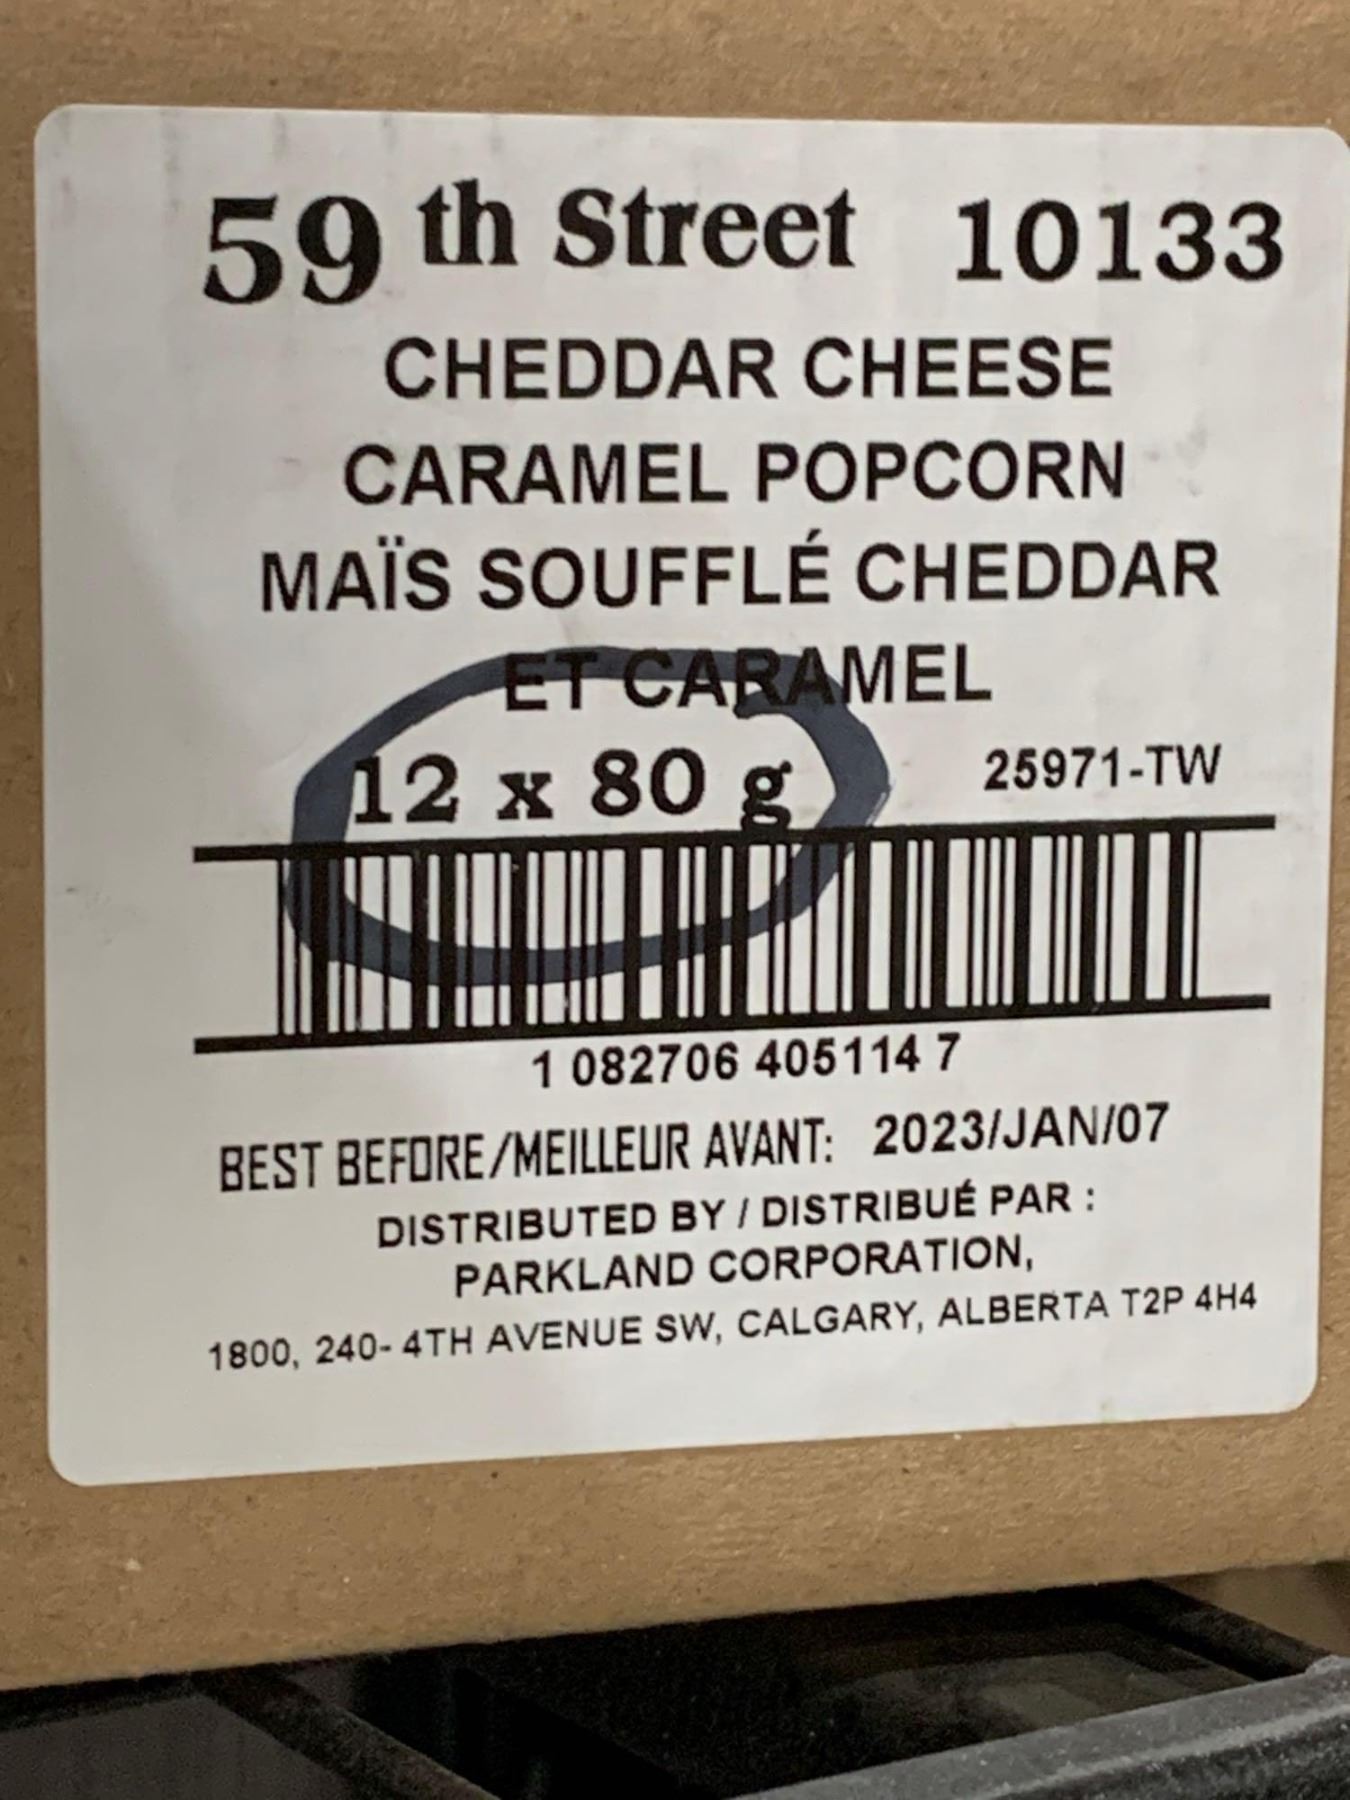 59 th Street 10133
CHEDDAR CHEESE
CARAMEL POPCORN
MAÏS SOUFFLÉ CHEDDAR
ET CARAMEL
12 x 80 g 25971-TW
1 082706 405114 7
BEST BEFORE/MEILLEUR AVANT: 2023/JAN/07
DISTRIBUTED BY / DISTRIBUÉ PAR :
PARKLAND CORPORATION,
1800, 240- 4TH AVENUE SW, CALGARY, ALBERTA T2P 4H4